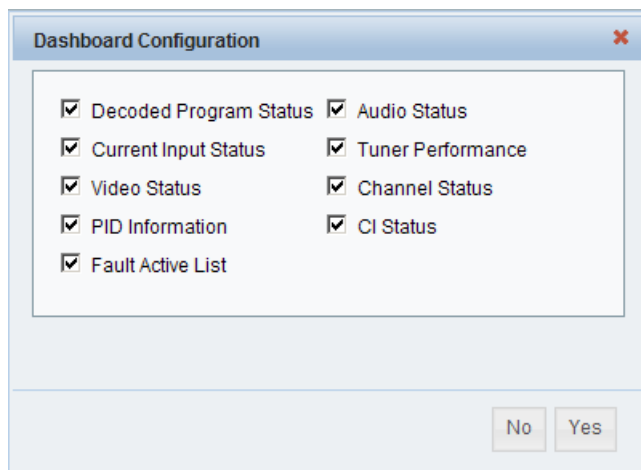 Dashboard Configuration
Decoded Program Status
Audio Status
Current Input Status
Tuner Performance
Video Status
Channel Status
PID Information
CI Status
Fault Active List
No
Yes